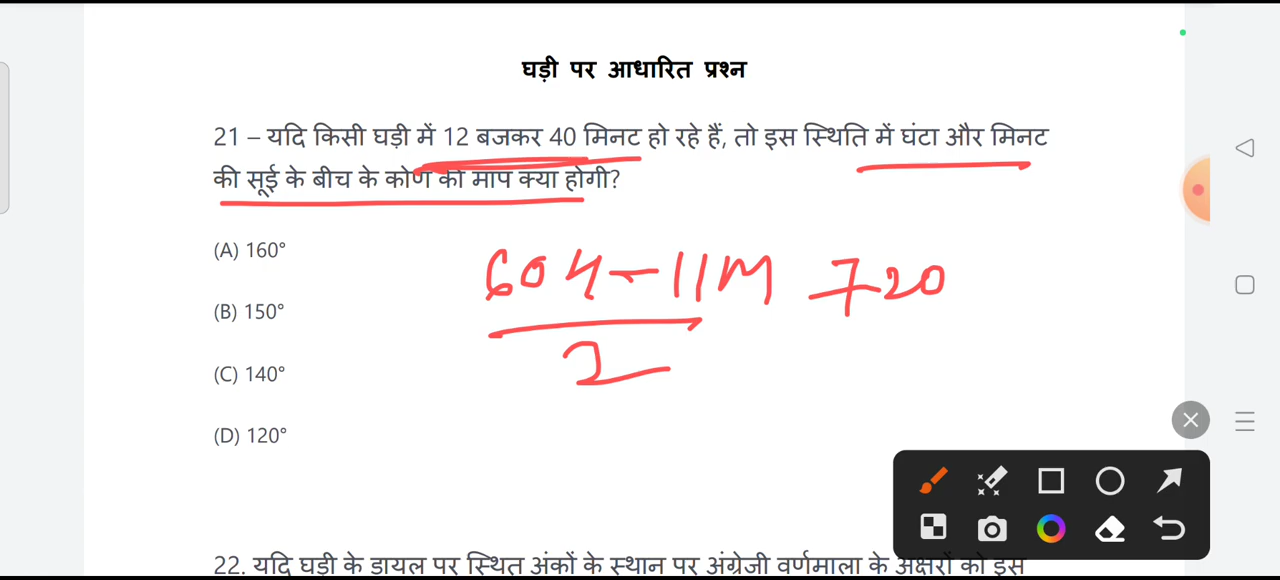 घड़ी पर आधारित प्रश्न
21 – यदि किसी घड़ी में 12 बजकर 40 मिनट हो रहे हैं, तो इस स्थिति में घंटा और मिनट
की सूई के बीच के कोण की माप क्या होगी?
(A) 160°
60H-11M 720
2
(B) 150°
(C) 140°
(D) 120°
22. यदि घड़ी के डायल पर स्थित अंकों के स्थान पर अंग्रेजी वर्णमाला के अक्षरों को इस